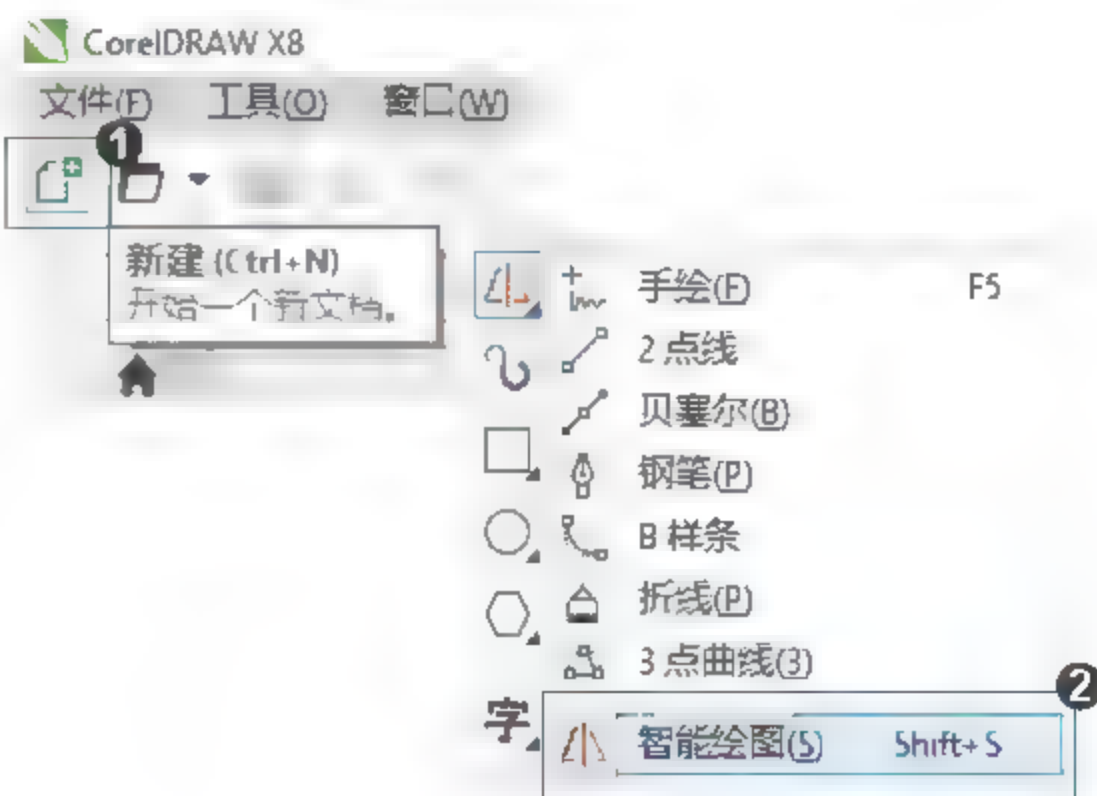 CorelDRAW X8
文件(F) 工具(O) 窗口(W)
1
新建 (Ctrl+N)
开始一个新文档。
手绘(F) F5
2 点线
贝塞尔(B)
钢笔(P)
B 样条
折线(P)
3 点曲线(3)
2
字
智能绘图(S) Shift+S